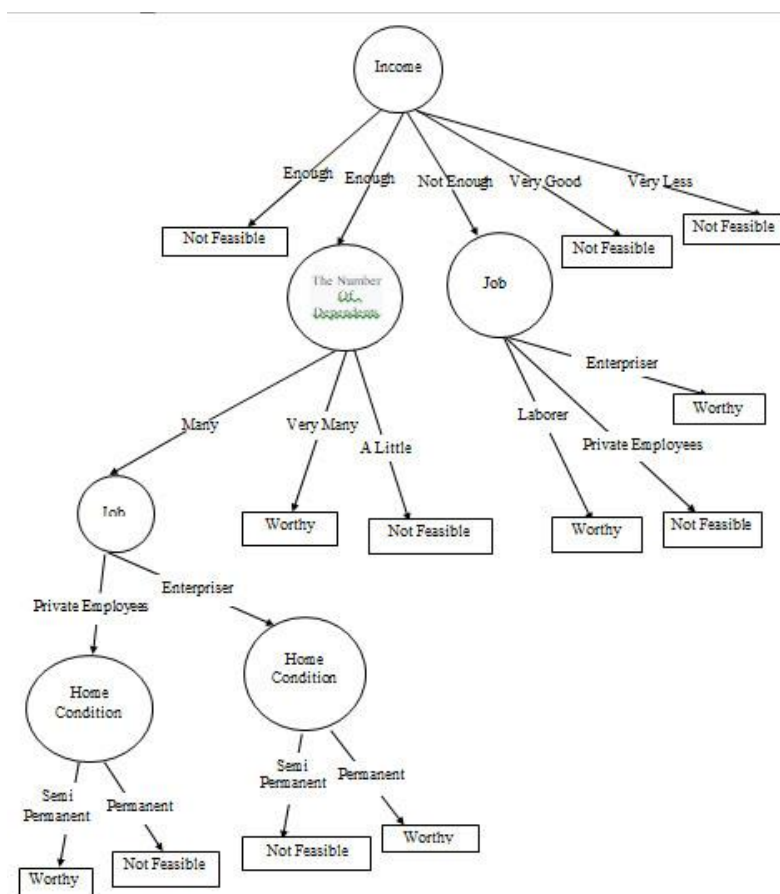 Income
Enough
Enough
Not Enough
Very Good
Very Less
Not Feasible
The Number
Of
Dependents
Job
Not Feasible
Not Feasible
Many
Very Many
A Little
Laborer
Enterpriser
Private Employees
Worthy
Job
Worthy
Not Feasible
Worthy
Not Feasible
Private Employees
Enterpriser
Home
Condition
Home
Condition
Semi
Permanent
Permanent
Semi
Permanent
Permanent
Worthy
Not Feasible
Not Feasible
Worthy